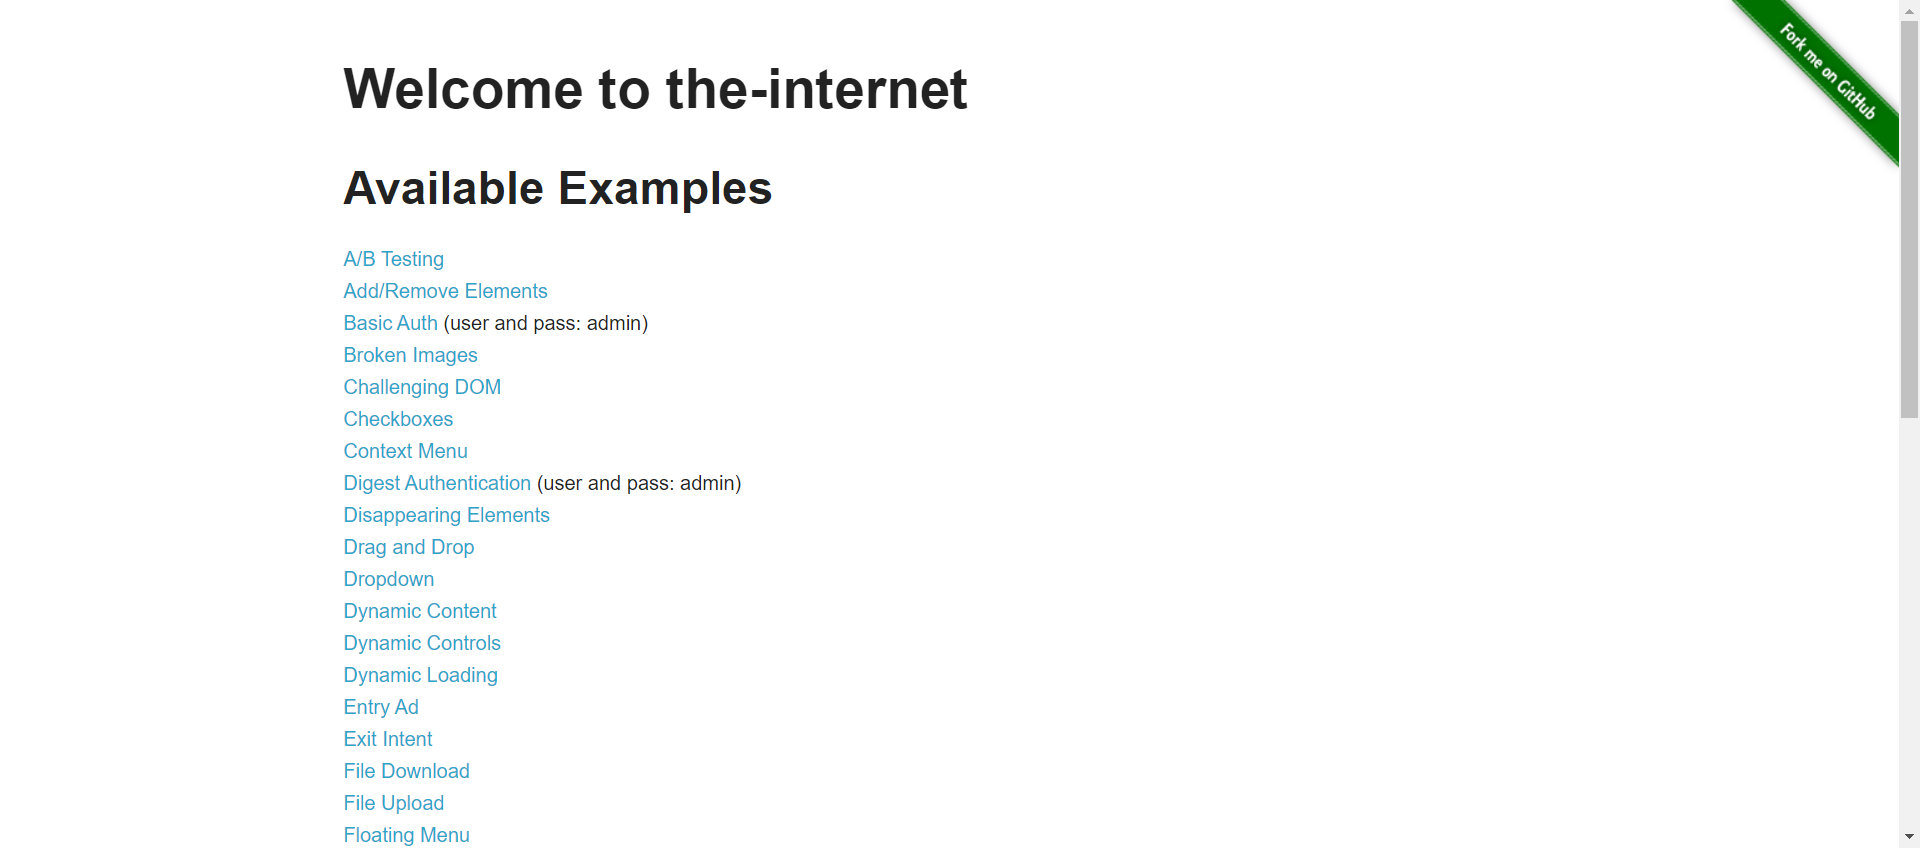 Welcome to the-internet
Fork me on GitHub
Available Examples
A/B Testing
Add/Remove Elements
Basic Auth (user and pass: admin)
Broken Images
Challenging DOM
Checkboxes
Context Menu
Digest Authentication (user and pass: admin)
Disappearing Elements
Drag and Drop
Dropdown
Dynamic Content
Dynamic Controls
Dynamic Loading
Entry Ad
Exit Intent
File Download
File Upload
Floating Menu